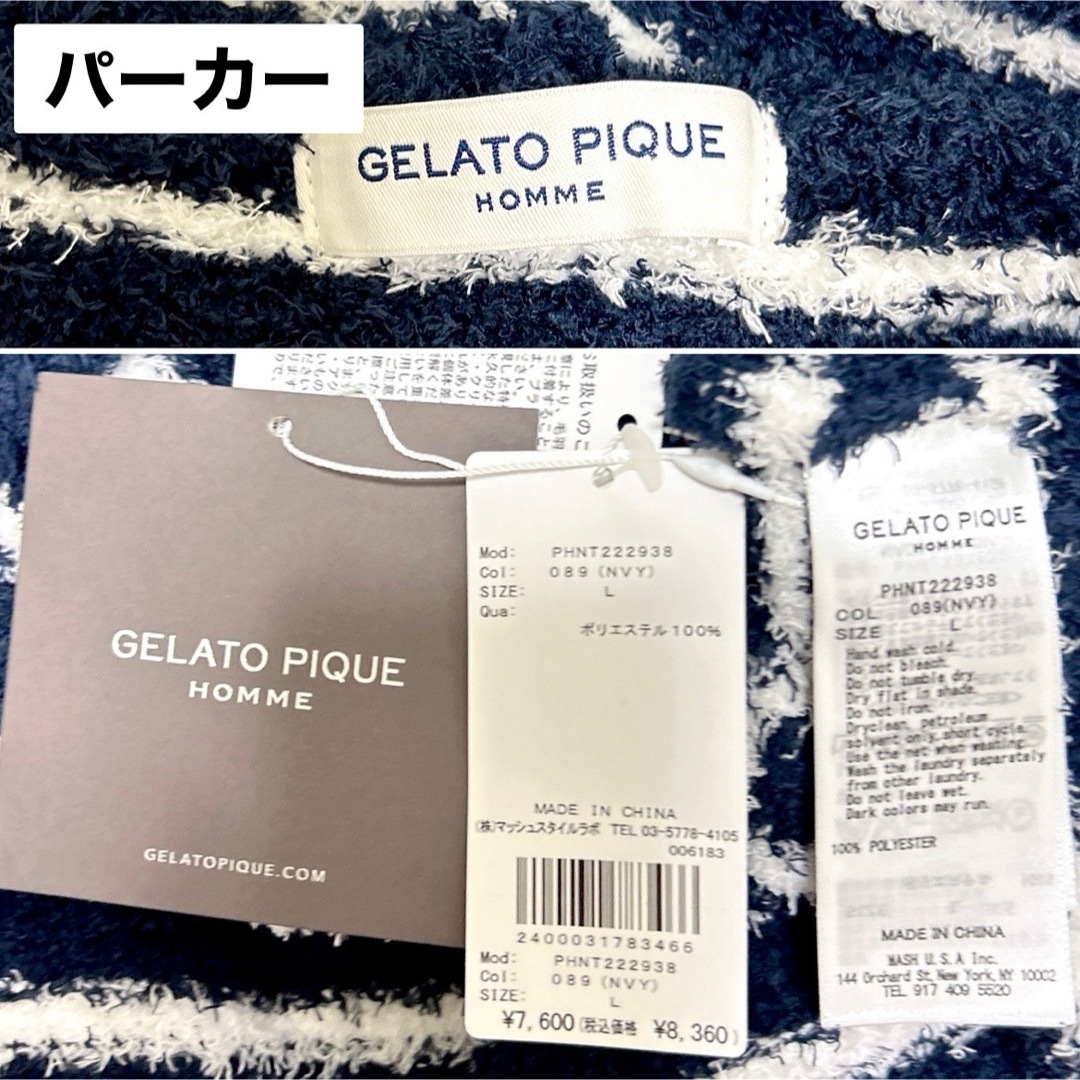 パーカー
GELATO PIQUE
HOMME
GELATO PIQUE
HOMME
GELATOPIQUE.COM
Mod: PHNT222938
Col: 089 (NVY)
SIZE: L
Qua:
ポリエステル100%
MADE IN CHINA
(株)マッシュスタイルラボ TEL 03-5778-4105
006183
2400031783466
Mod: PHNT222938
Col: 089 (NVY)
SIZE: L
¥7,600(税込価格 ¥8,360)
GELATO PIQUE
HOMME
PHNT222938
COL 089(NVY)
SIZE L
Hand wash cold.
Do not bleach.
Do not tumble dry.
Dry flat in shade.
Do not iron.
Dryclean, petroleum
solvent only, short cycle.
Use the net when washing.
Wash the laundry separately
from other laundry.
Do not leave wet.
Dark colors may run.
100% POLYESTER
MADE IN CHINA
MASH U.S.A Inc.
144 Orchard St, New York, NY 10002
TEL 917 409 5520